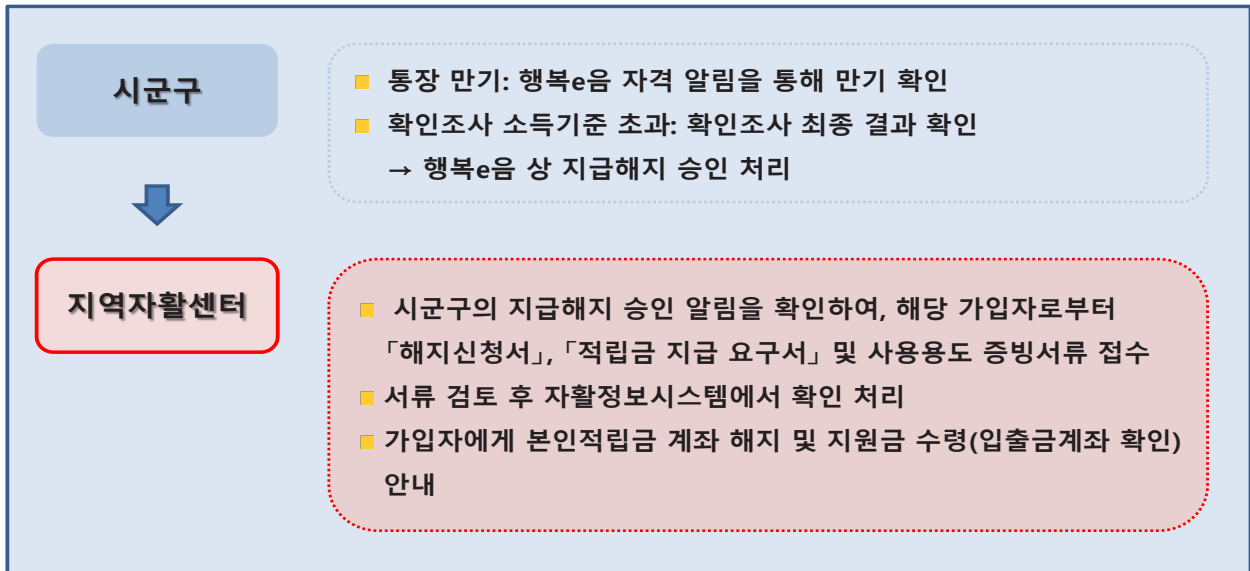 시군구
통장 만기: 행복e음 자격 알림을 통해 만기 확인
확인조사 소득기준 초과: 확인조사 최종 결과 확인
→ 행복e음 상 지급해지 승인 처리
지역자활센터
시군구의 지급해지 승인 알림을 확인하여, 해당 가입자로부터
「해지신청서」, 「적립금 지급 요구서」 및 사용용도 증빙서류 접수
서류 검토 후 자활정보시스템에서 확인 처리
가입자에게 본인적립금 계좌 해지 및 지원금 수령(입출금계좌 확인)
안내